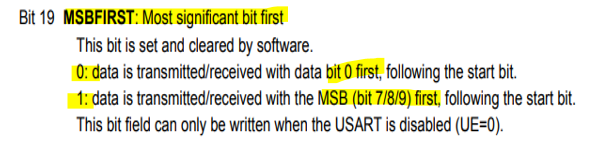 Bit 19 MSBFIRST: Most significant bit first
This bit is set and cleared by software.
0: data is transmitted/received with data bit 0 first, following the start bit.
1: data is transmitted/received with the MSB (bit 7/8/9) first, following the start bit.
This bit field can only be written when the USART is disabled (UE=0).